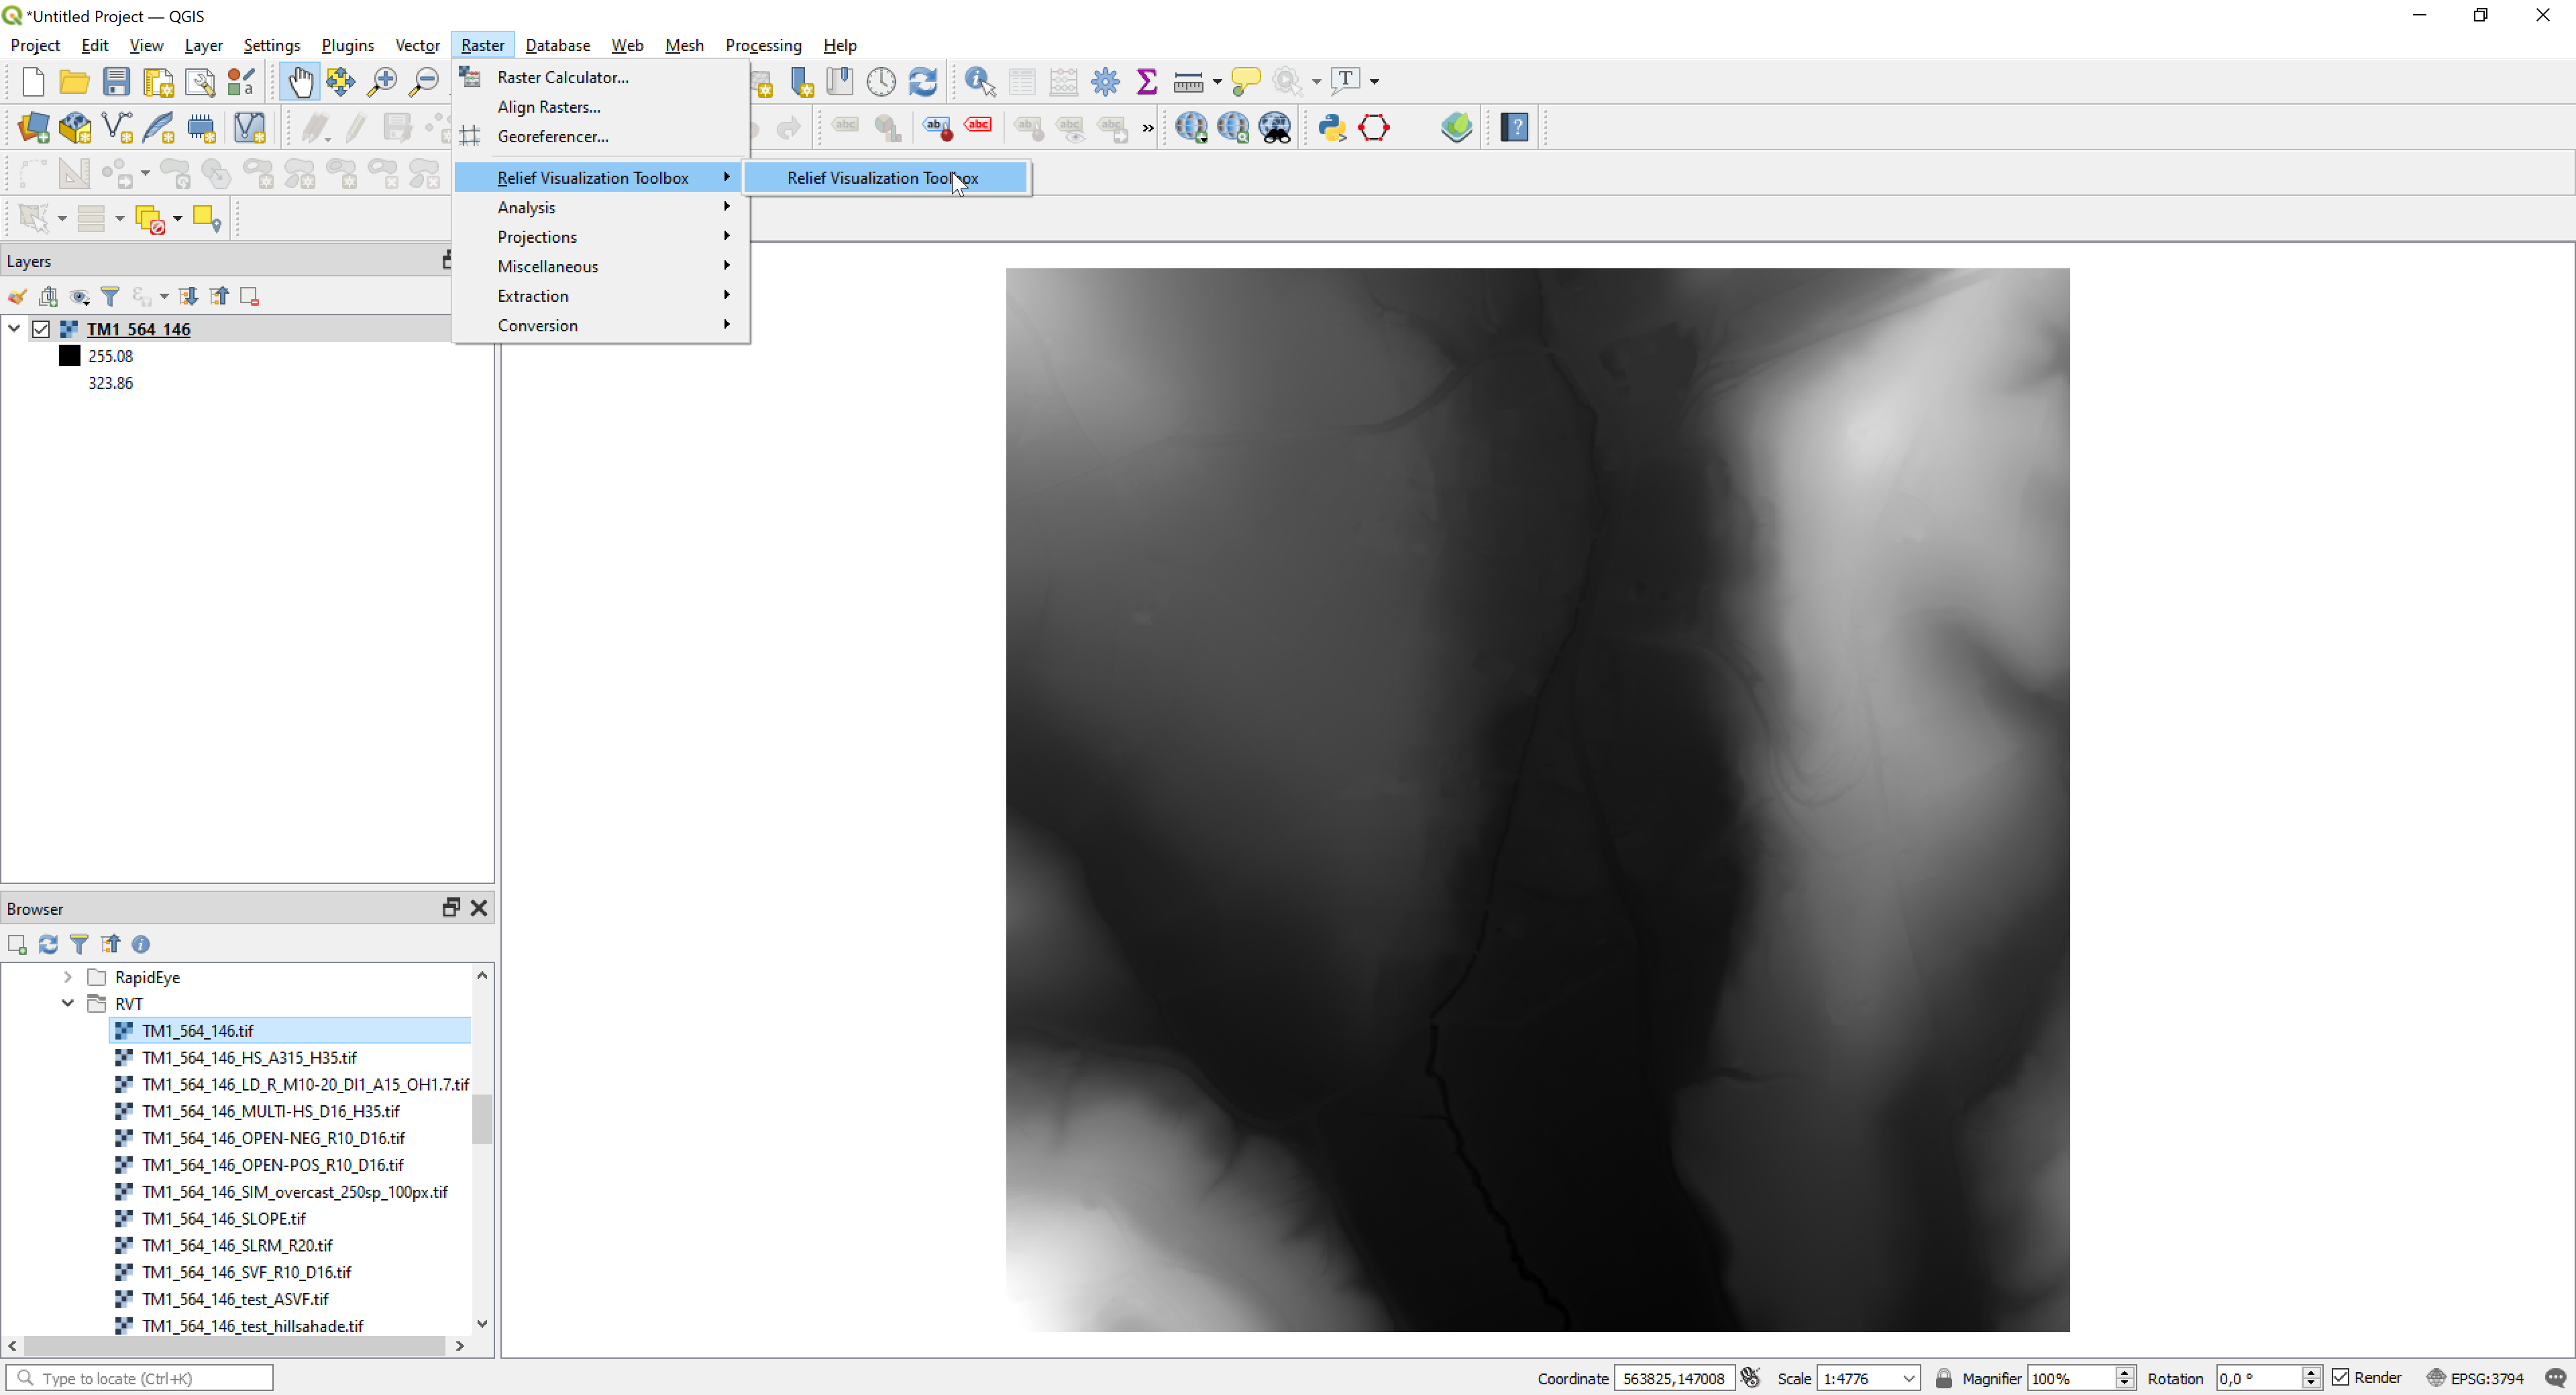 *Untitled Project — QGIS
Project Edit View Layer Settings Plugins Vector Raster Database Web Mesh Processing Help
Raster Calculator...
Align Rasters...
Georeferencer...
Relief Visualization Toolbox
Relief Visualization Toolbox
Analysis
Projections
Miscellaneous
Extraction
Conversion
Layers
TM1_564_146
255.08
323.86
Browser
RapidEye
RVT
TM1_564_146.tif
TM1_564_146_HS_A315_H35.tif
TM1_564_146_LD_R_M10-20_DI1_A15_OH1.7.tif
TM1_564_146_MULTI-HS_D16_H35.tif
TM1_564_146_OPEN-NEG_R10_D16.tif
TM1_564_146_OPEN-POS_R10_D16.tif
TM1_564_146_SIM_overcast_250sp_100px.tif
TM1_564_146_SLOPE.tif
TM1_564_146_SLRM_R20.tif
TM1_564_146_SVF_R10_D16.tif
TM1_564_146_test_ASVF.tif
TM1_564_146_test_hillsahade.tif
Type to locate (Ctrl+K)
Coordinate 563825,147008 Scale 1:4776 Magnifier 100% Rotation 0,0 ° Render EPSG:3794